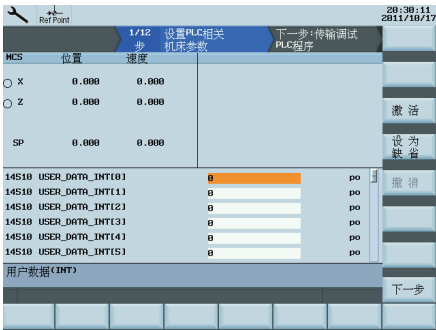 Ref Point
20:30:11
2011/10/17
1/12 设置PLC相关 下一步:传输调试
步 机床参数 PLC程序
MCS 位置 速度
X 0.000 0.000
Z 0.000 0.000
激 活
SP 0.000 0.000
设 为
缺 省
撤 消
14510 USER_DATA_INT[0] 0 po
14510 USER_DATA_INT[1] 0 po
14510 USER_DATA_INT[2] 0 po
14510 USER_DATA_INT[3] 0 po
14510 USER_DATA_INT[4] 0 po
14510 USER_DATA_INT[5] 0 po
用户数据(INT)
下一步